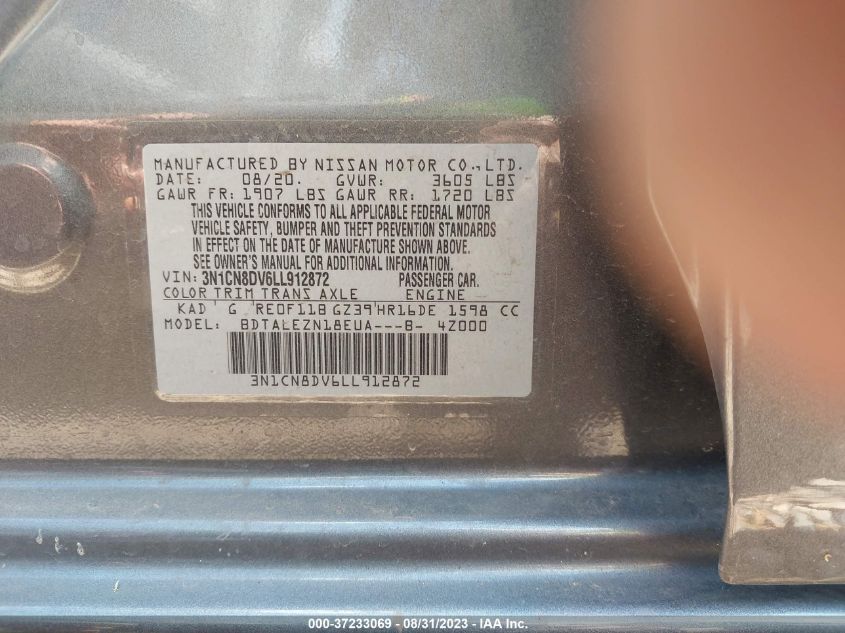 MANUFACTURED BY NISSAN MOTOR CO.,LTD.
DATE: 08/20. GVWR: 3605 LBS
GAWR FR: 1907 LBS GAWR RR: 1720 LBS
THIS VEHICLE CONFORMS TO ALL APPLICABLE FEDERAL MOTOR
VEHICLE SAFETY, BUMPER AND THEFT PREVENTION STANDARDS
IN EFFECT ON THE DATE OF MANUFACTURE SHOWN ABOVE.
SEE OWNER'S MANUAL FOR ADDITIONAL INFORMATION.
VIN: 3N1CN8DV6LL912872 PASSENGER CAR.
COLOR TRIM TRANS AXLE ENGINE
KAD G RE0F11B GZ39 HR16DE 1598 CC
MODEL: BDTALEZN18EUA---B- 4Z000
3N1CN8DV6LL912872
000-37233069 - 08/31/2023 - IAA Inc.